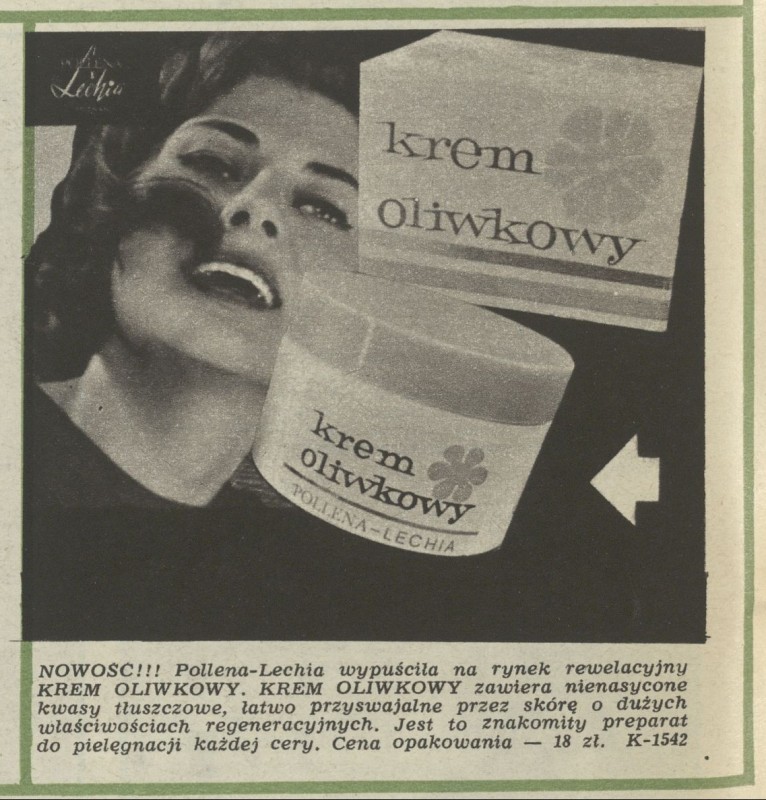 POLLENA
Lechia
krem
oliwkowy
krem
oliwkowy
POLLENA-LECHIA
NOWOŚC!!! Pollena-Lechia wypuściła na rynek rewelacyjny
KREM OLIWKOWY. KREM OLIWKOWY zawiera nienasycone
kwasy tłuszczowe, łatwo przyswajalne przez skórę o dużych
właściwościach regeneracyjnych. Jest to znakomity preparat
do pielęgnacji każdej cery. Cena opakowania — 18 zł. K-1542